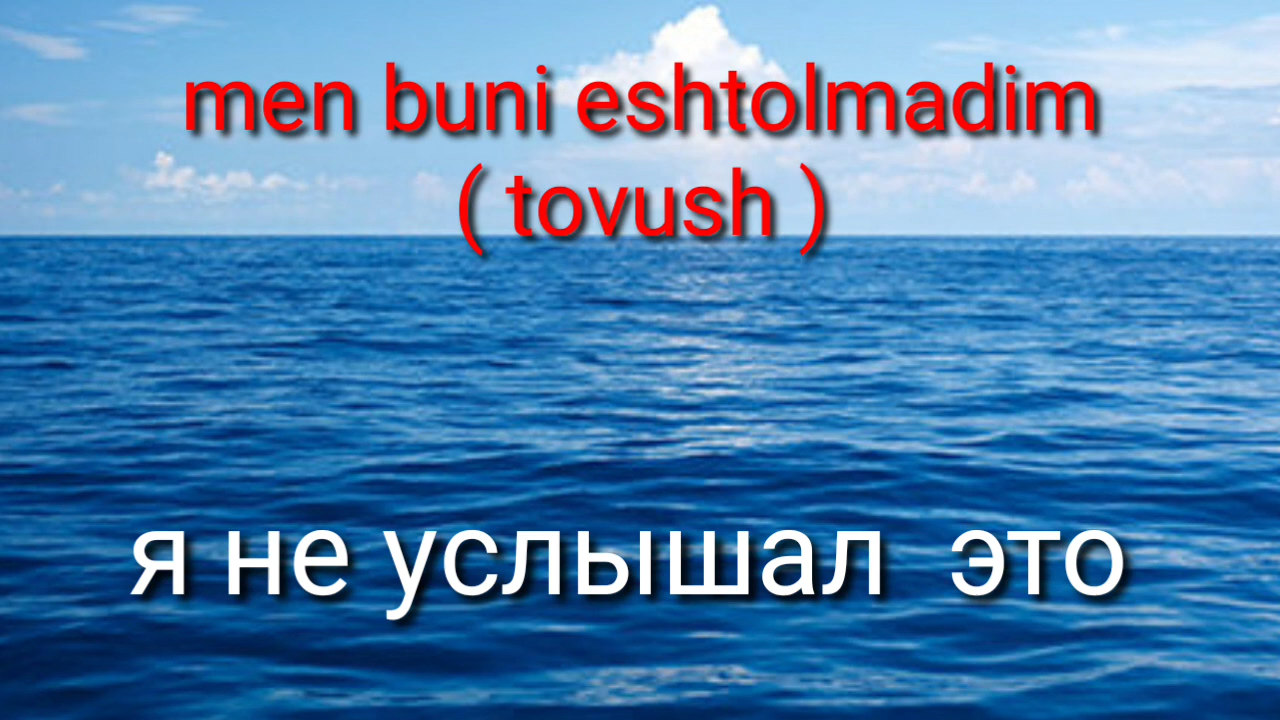 men buni eshtolmadim
( tovush )
я не услышал это